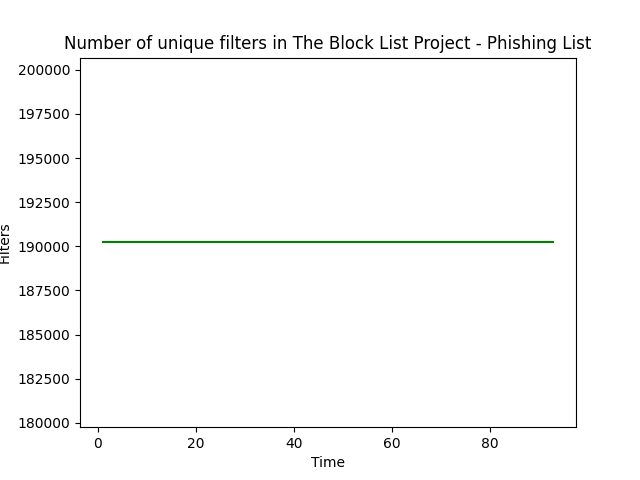 Number of unique filters in The Block List Project - Phishing List
200000
197500
195000
192500
190000
187500
185000
182500
180000
Filters
0 20 40 60 80
Time